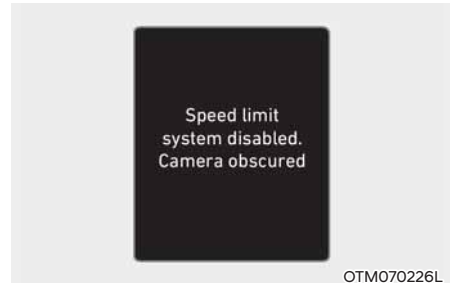 Speed limit
system disabled.
Camera obscured
OTM070226L